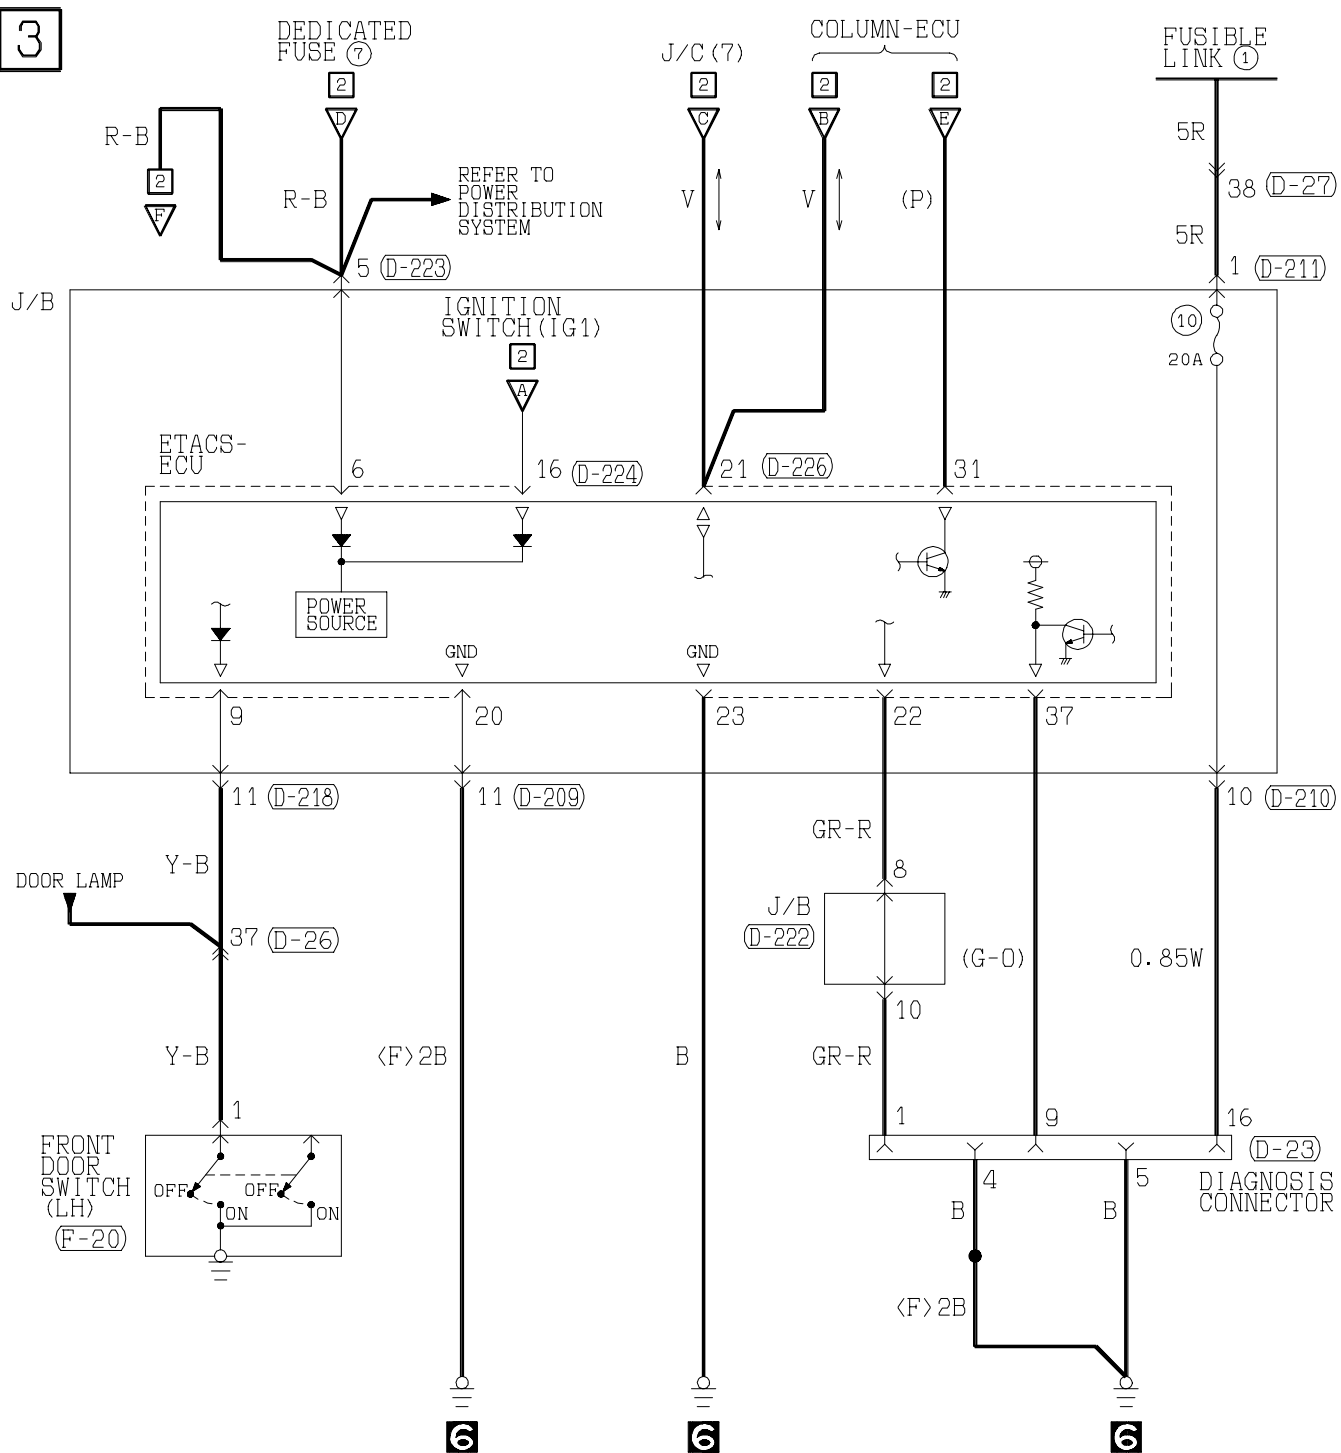 3
DEDICATED
FUSE 7
J/C(7)
COLUMN-ECU
FUSIBLE
LINK 1
2
2
2
2
D
C
B
E
R-B
5R
2
F
R-B
REFER TO
POWER
DISTRIBUTION
SYSTEM
V
V
(P)
38 D-27
5R
5 D-223
1 D-211
J/B
IGNITION
SWITCH(IG1)
2
A
10
20A
ETACS-
ECU
6
16 D-224
21 D-226
31
POWER
SOURCE
GND
GND
9
20
23
22
37
11 D-218
11 D-209
10 D-210
GR-R
Y-B
8
DOOR LAMP
J/B
D-222
37 D-26
(G-O)
0.85W
10
Y-B
<F>2B
B
GR-R
1
1
9
16
FRONT
DOOR
SWITCH
(LH)
F-20
OFF
OFF
ON
ON
D-23
DIAGNOSIS
CONNECTOR
4
5
B
B
<F>2B
6
6
6